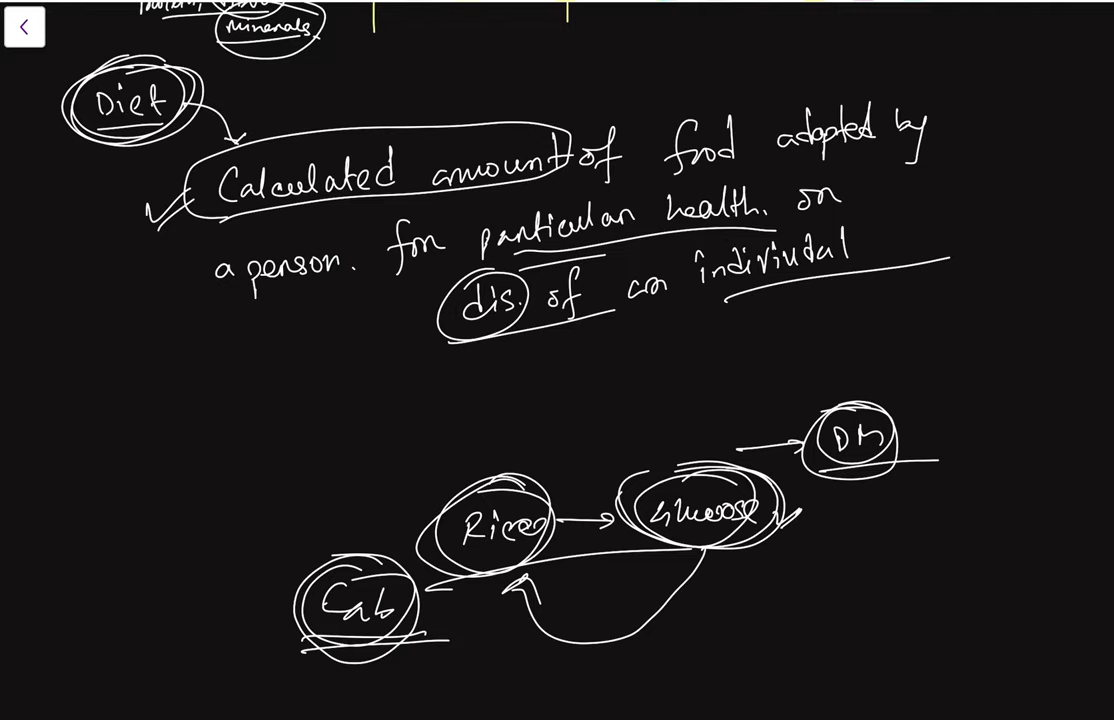 Minerals
Diet
Calculated amount of food adopted by
a person. for particular health. or
dis. of an indiviudal
DM
Rice
Glucose
Cab